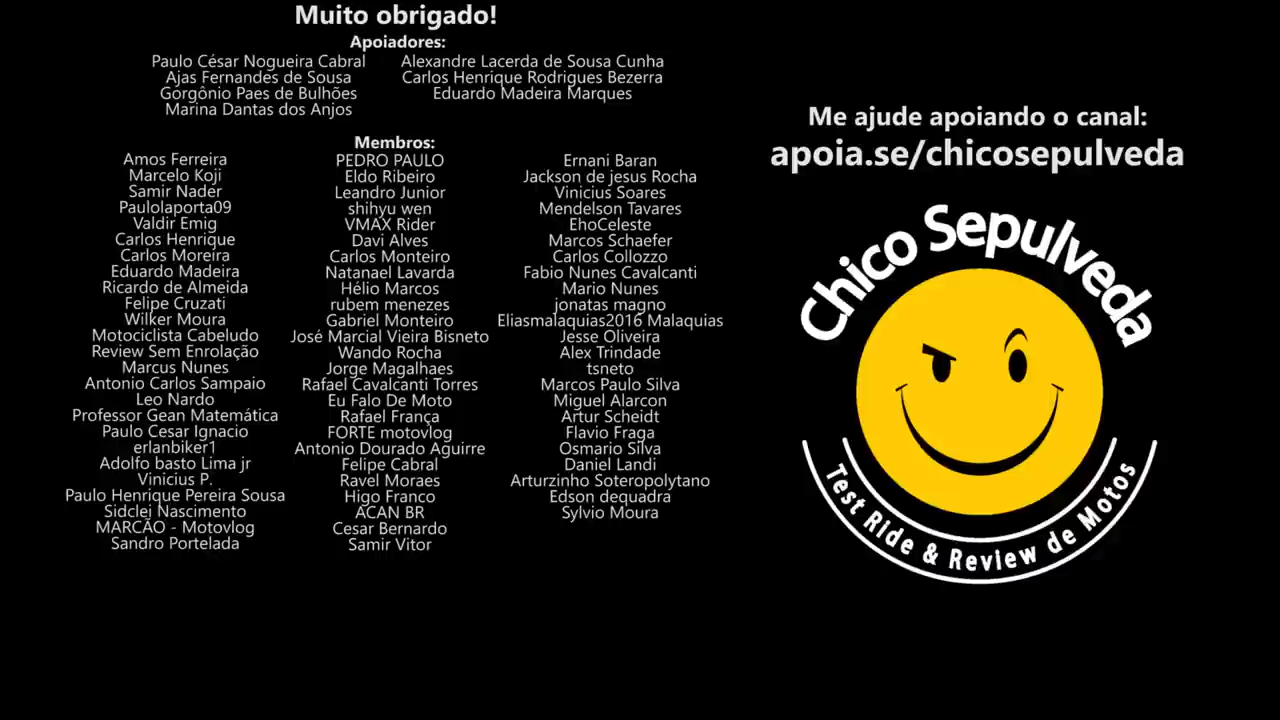 Muito obrigado!
Apoiadores:
Paulo César Nogueira Cabral
Ajas Fernandes de Sousa
Gorgônio Paes de Bulhões
Marina Dantas dos Anjos
Alexandre Lacerda de Sousa Cunha
Carlos Henrique Rodrigues Bezerra
Eduardo Madeira Marques
Membros:
Amos Ferreira
Marcelo Koji
Samir Nader
Paulolaporta09
Valdir Emig
Carlos Henrique
Carlos Moreira
Eduardo Madeira
Ricardo de Almeida
Felipe Cruzati
Wilker Moura
Motociclista Cabeludo
Review Sem Enrolação
Marcus Nunes
Antonio Carlos Sampaio
Leo Nardo
Professor Gean Matemática
Paulo Cesar Ignacio
erlanbiker1
Adolfo basto Lima jr
Vinicius P.
Paulo Henrique Pereira Sousa
Sidclei Nascimento
MARCÃO - Motovlog
Sandro Portelada
PEDRO PAULO
Eldo Ribeiro
Leandro Junior
shihyu wen
VMAX Rider
Davi Alves
Carlos Monteiro
Natanael Lavarda
Hélio Marcos
rubem menezes
Gabriel Monteiro
José Marcial Vieira Bisneto
Wando Rocha
Jorge Magalhaes
Rafael Cavalcanti Torres
Eu Falo De Moto
Rafael França
FORTE motovlog
Antonio Dourado Aguirre
Felipe Cabral
Ravel Moraes
Higo Franco
ACAN BR
Cesar Bernardo
Samir Vitor
Ernani Baran
Jackson de jesus Rocha
Vinicius Soares
Mendelson Tavares
EhoCeleste
Marcos Schaefer
Carlos Collozzo
Fabio Nunes Cavalcanti
Mario Nunes
jonatas magno
Eliasmalaquias2016 Malaquias
Jesse Oliveira
Alex Trindade
tsneto
Marcos Paulo Silva
Miguel Alarcon
Artur Scheidt
Flavio Fraga
Osmario Silva
Daniel Landi
Arturzinho Soteropolytano
Edson dequadra
Sylvio Moura
Me ajude apoiando o canal:
apoia.se/chicosepulveda
Chico Sepulveda
Test Ride & Review de Motos